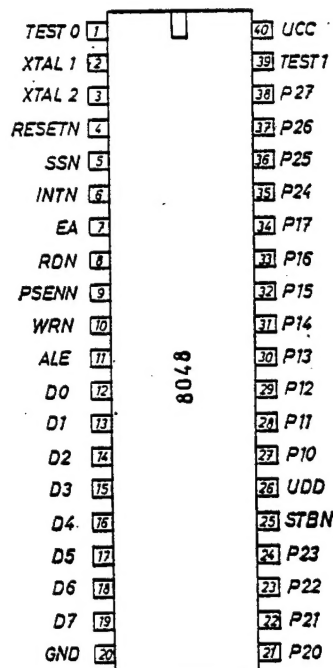 TEST 0 1 40 UCC
XTAL 1 2 39 TEST 1
XTAL 2 3 38 P27
RESETN 4 37 P26
SSN 5 36 P25
INTN 6 35 P24
EA 7 34 P17
RDN 8 33 P16
PSENN 9 32 P15
WRN 10 31 P14
ALE 11 30 P13
D0 12 29 P12
D1 13 28 P11
D2 14 27 P10
D3 15 26 UDD
D4 16 25 STBN
D5 17 24 P23
D6 18 23 P22
D7 19 22 P21
GND 20 21 P20
8048